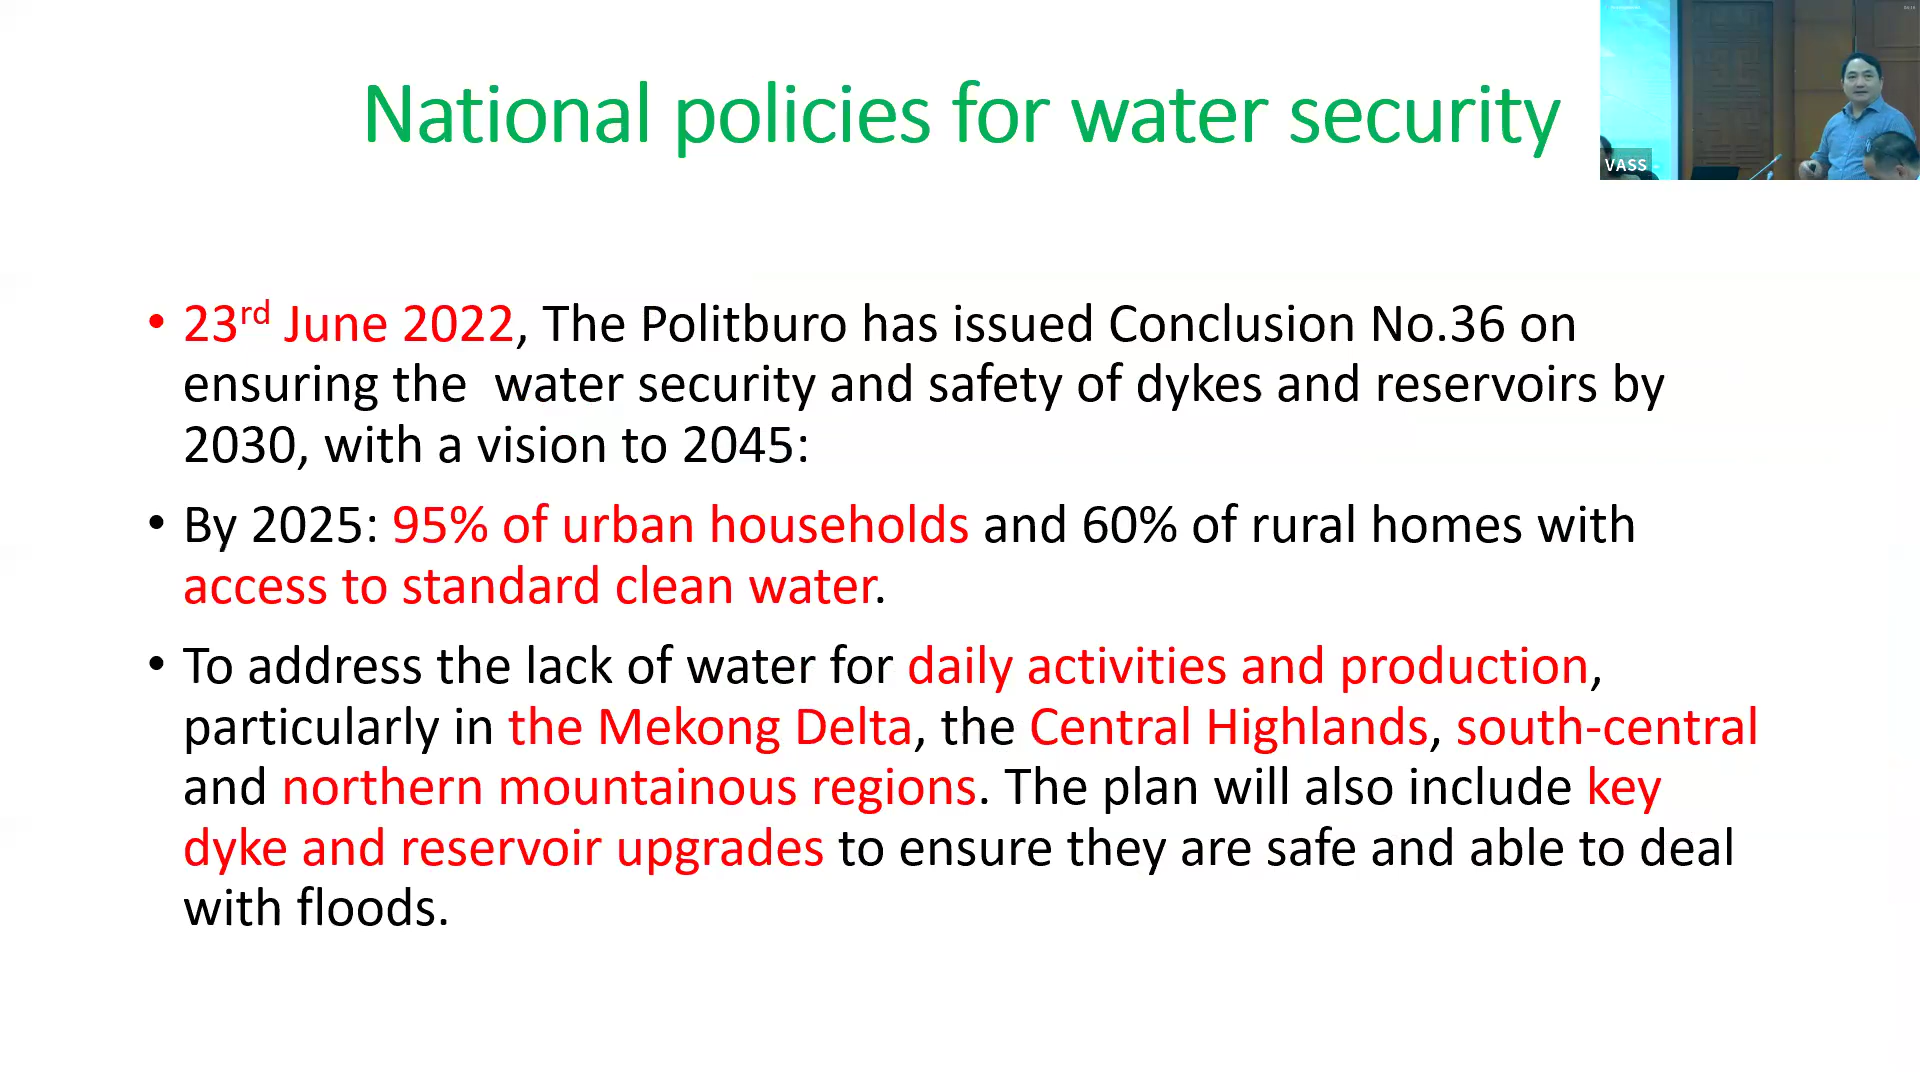 National policies for water security
VASS
• 23rd June 2022, The Politburo has issued Conclusion No.36 on
ensuring the  water security and safety of dykes and reservoirs by
2030, with a vision to 2045:
• By 2025: 95% of urban households and 60% of rural homes with
access to standard clean water.
• To address the lack of water for daily activities and production,
particularly in the Mekong Delta, the Central Highlands, south-central
and northern mountainous regions. The plan will also include key
dyke and reservoir upgrades to ensure they are safe and able to deal
with floods.